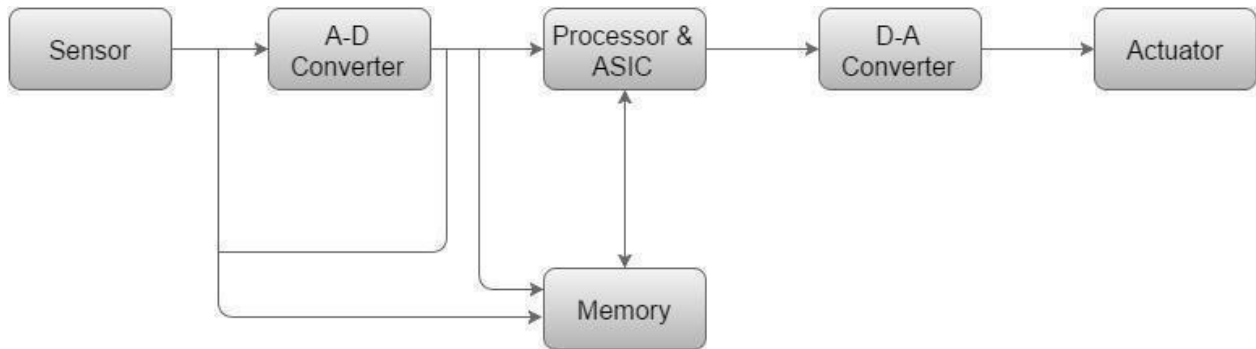 Sensor
A-D
Converter
Processor &
ASIC
D-A
Converter
Actuator
Memory